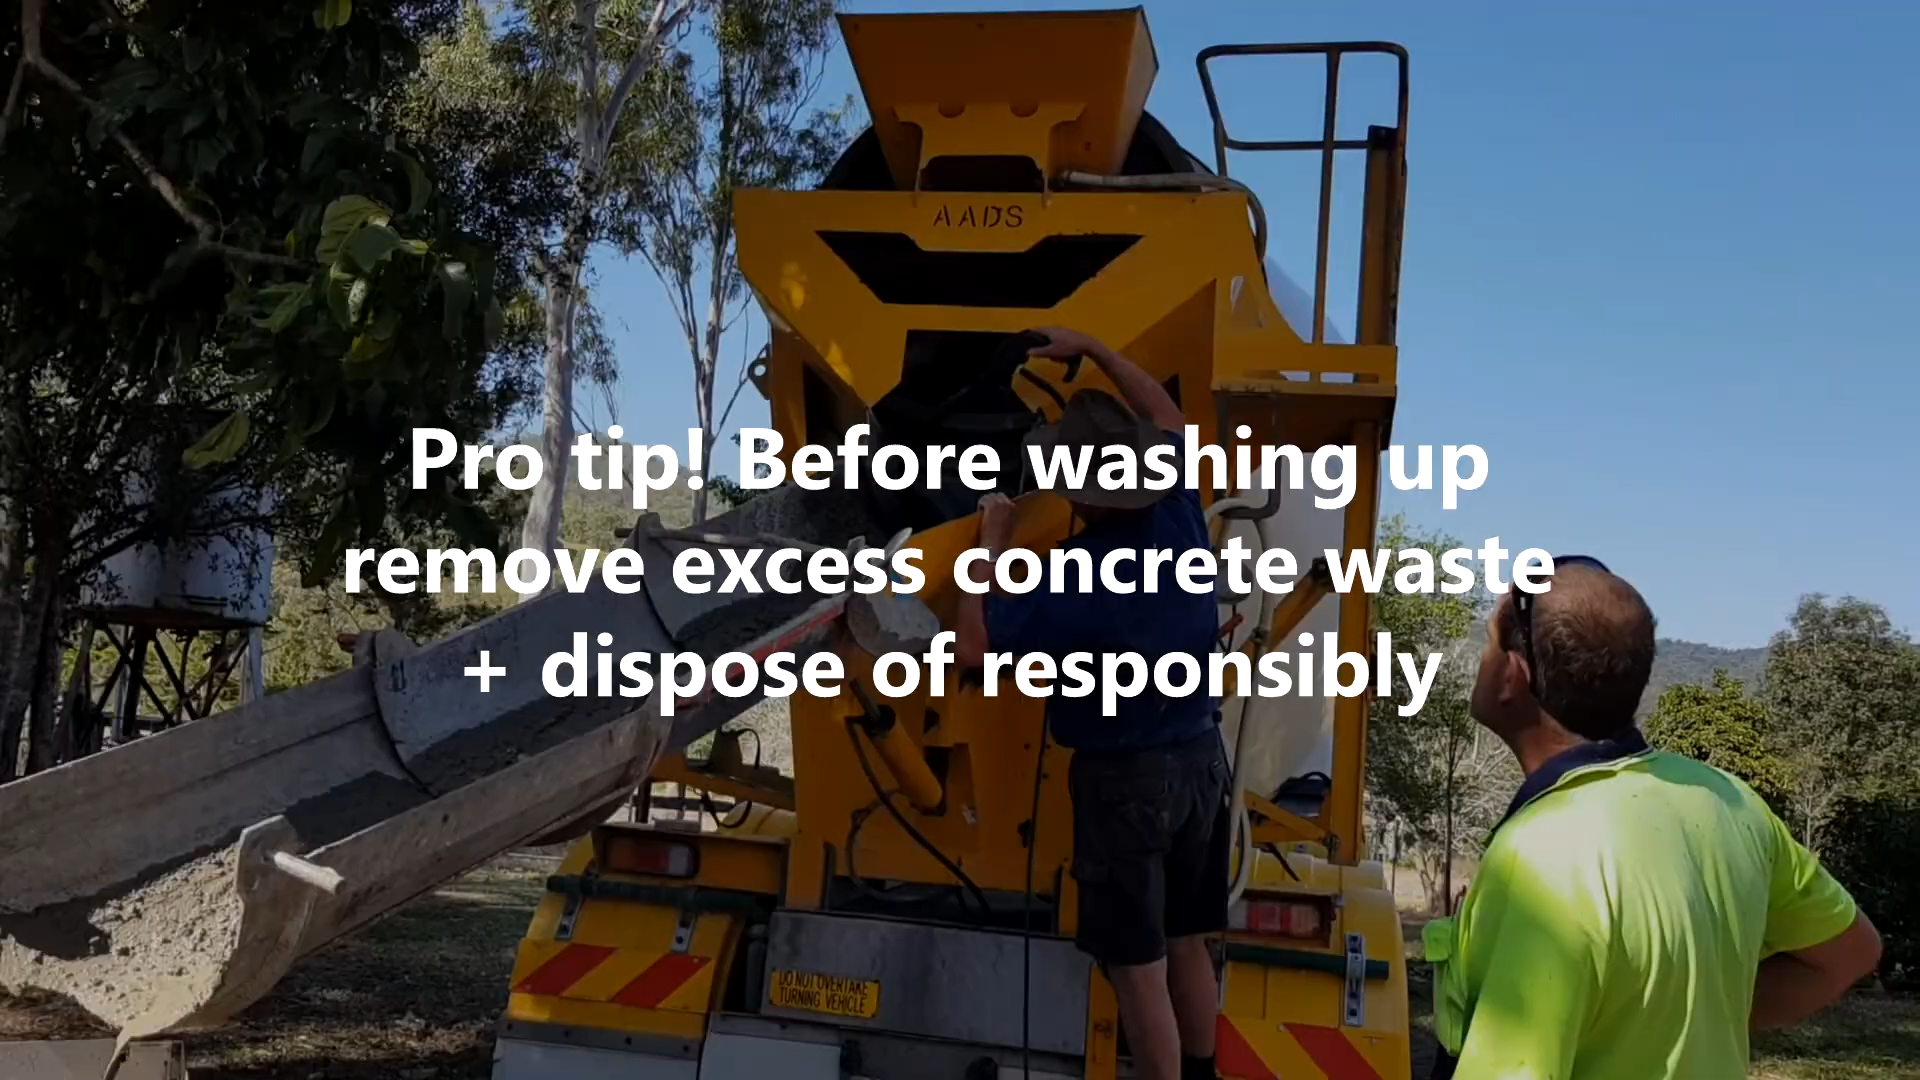 AADS
Pro tip! Before washing up
remove excess concrete waste
+ dispose of responsibly
DO NOT OVERTAKE
TURNING VEHICLE